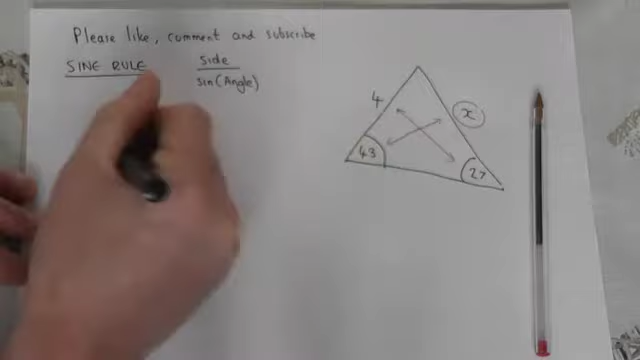 Please like, comment and subscribe
SINE RULE
side
sin(Angle)
4
x
43
27